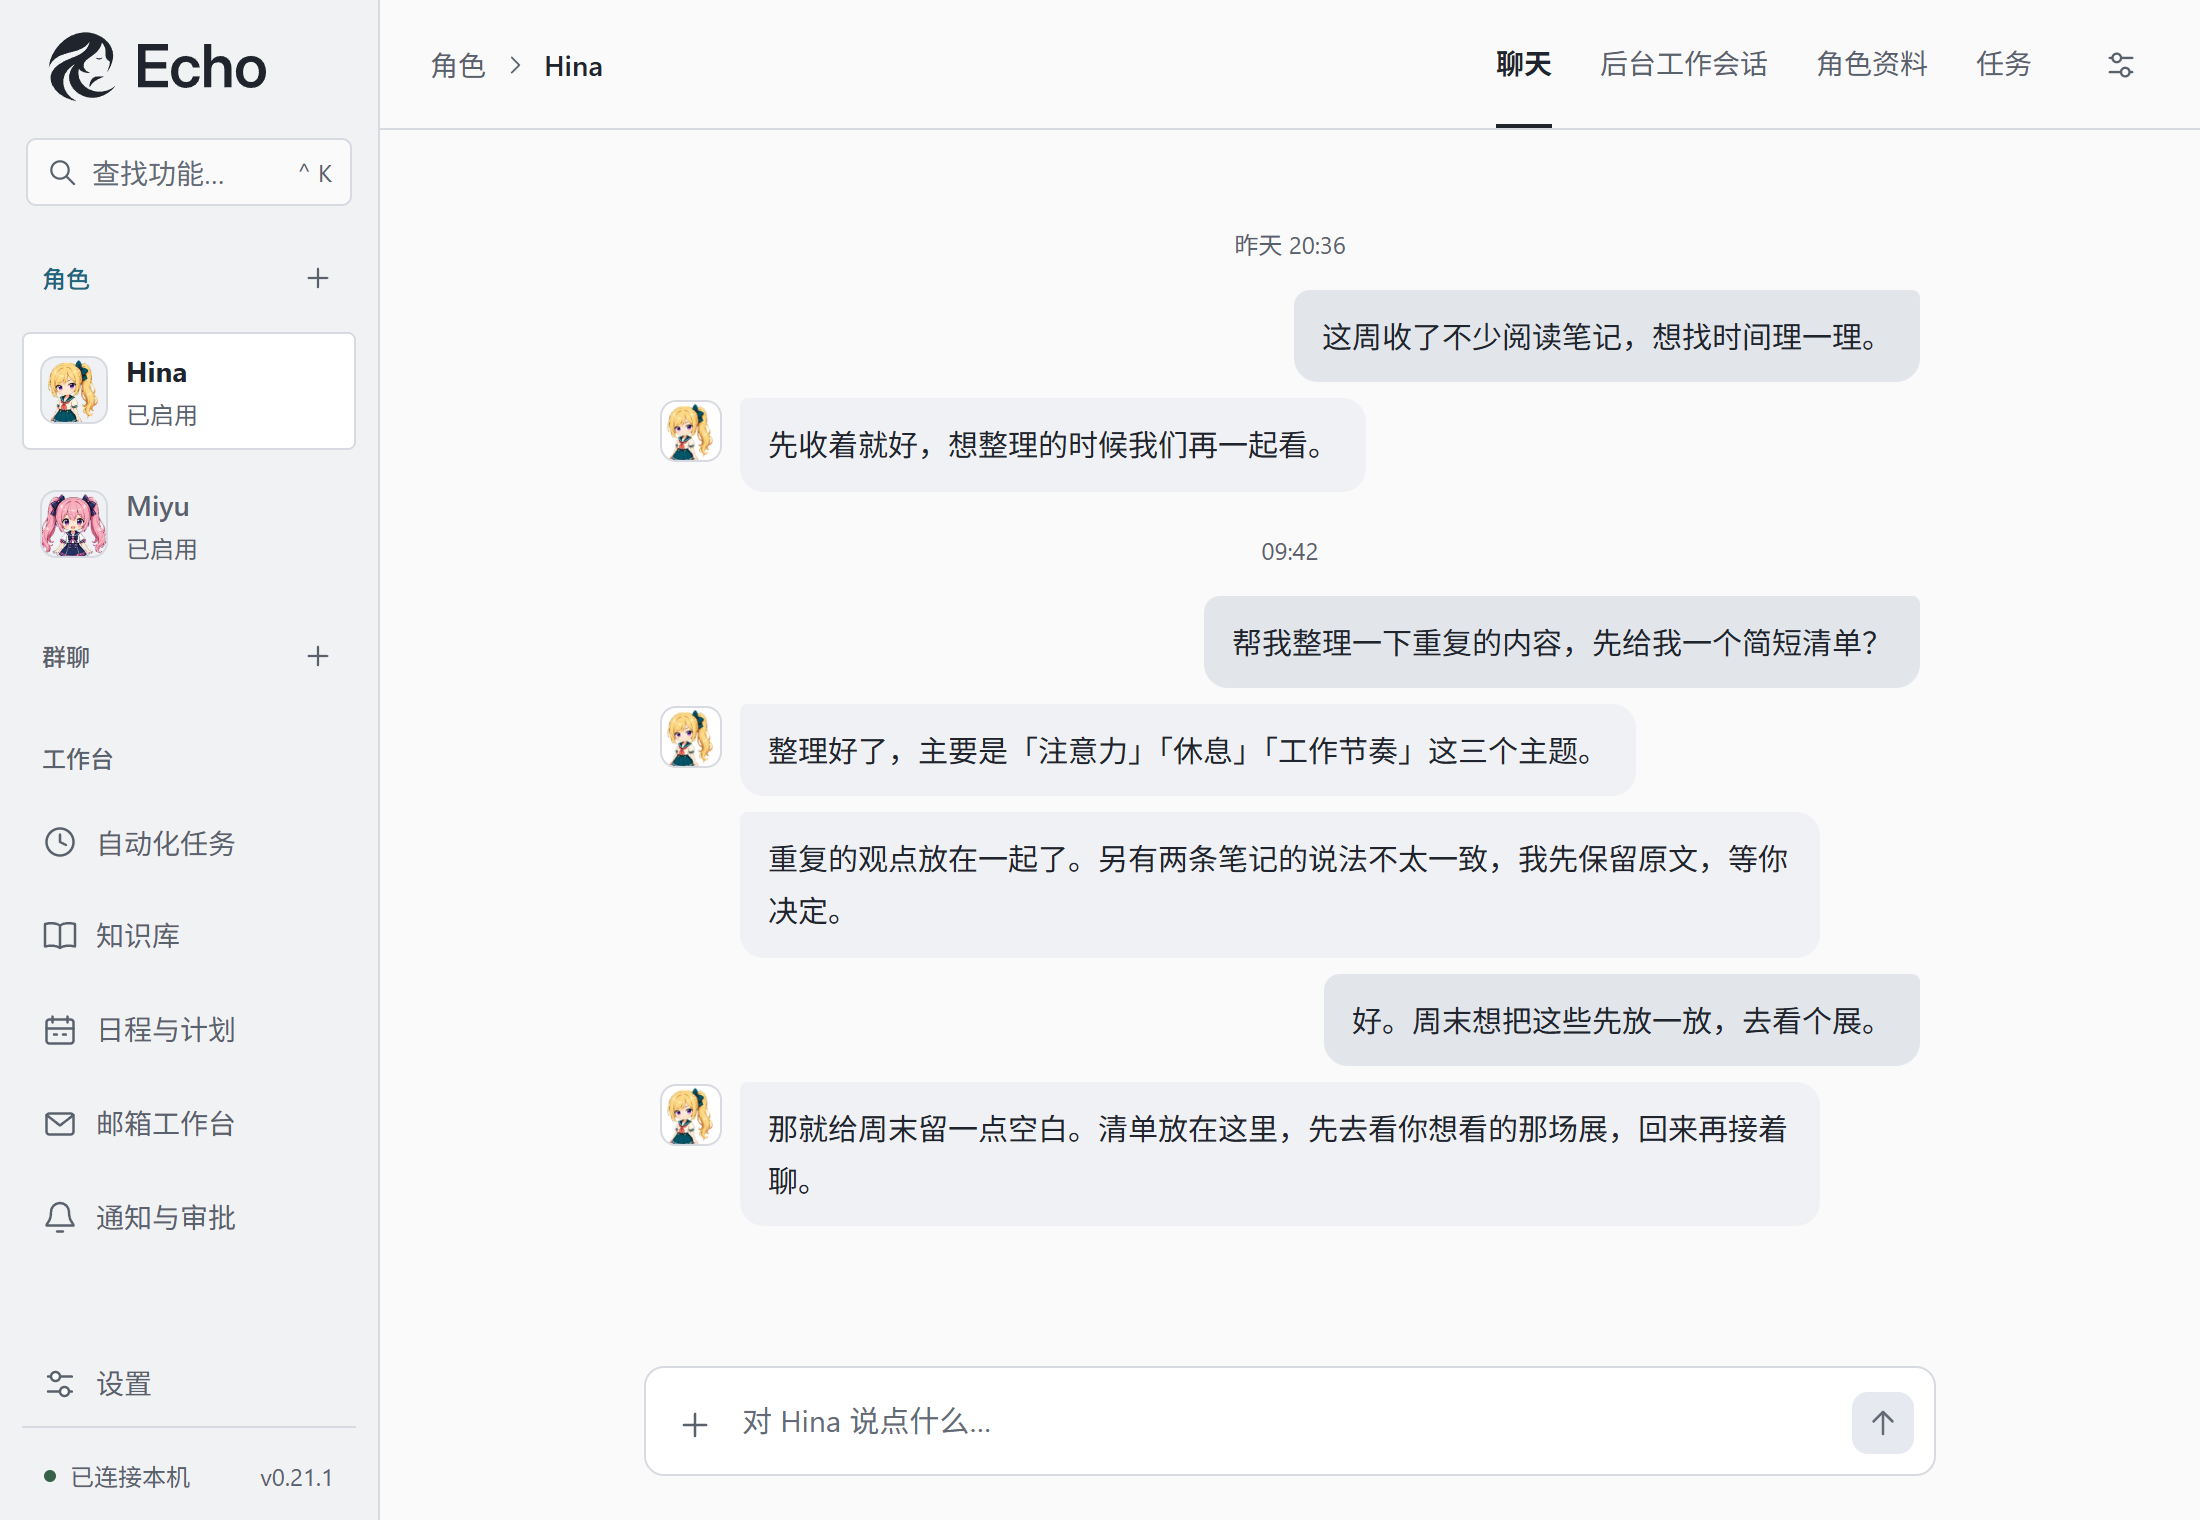 Echo
查找功能... ^ K
角色
Hina
已启用
Miyu
已启用
群聊
工作台
自动化任务
知识库
日程与计划
邮箱工作台
通知与审批
设置
已连接本机 v0.21.1
角色 > Hina
聊天 后台工作会话 角色资料 任务
昨天 20:36
这周收了不少阅读笔记，想找时间理一理。
先收着就好，想整理的时候我们再一起看。
09:42
帮我整理一下重复的内容，先给我一个简短清单？
整理好了，主要是「注意力」「休息」「工作节奏」这三个主题。
重复的观点放在一起了。另有两条笔记的说法不太一致，我先保留原文，等你
决定。
好。周末想把这些先放一放，去看个展。
那就给周末留一点空白。清单放在这里，先去看你想看的那场展，回来再接着
聊。
对 Hina 说点什么...